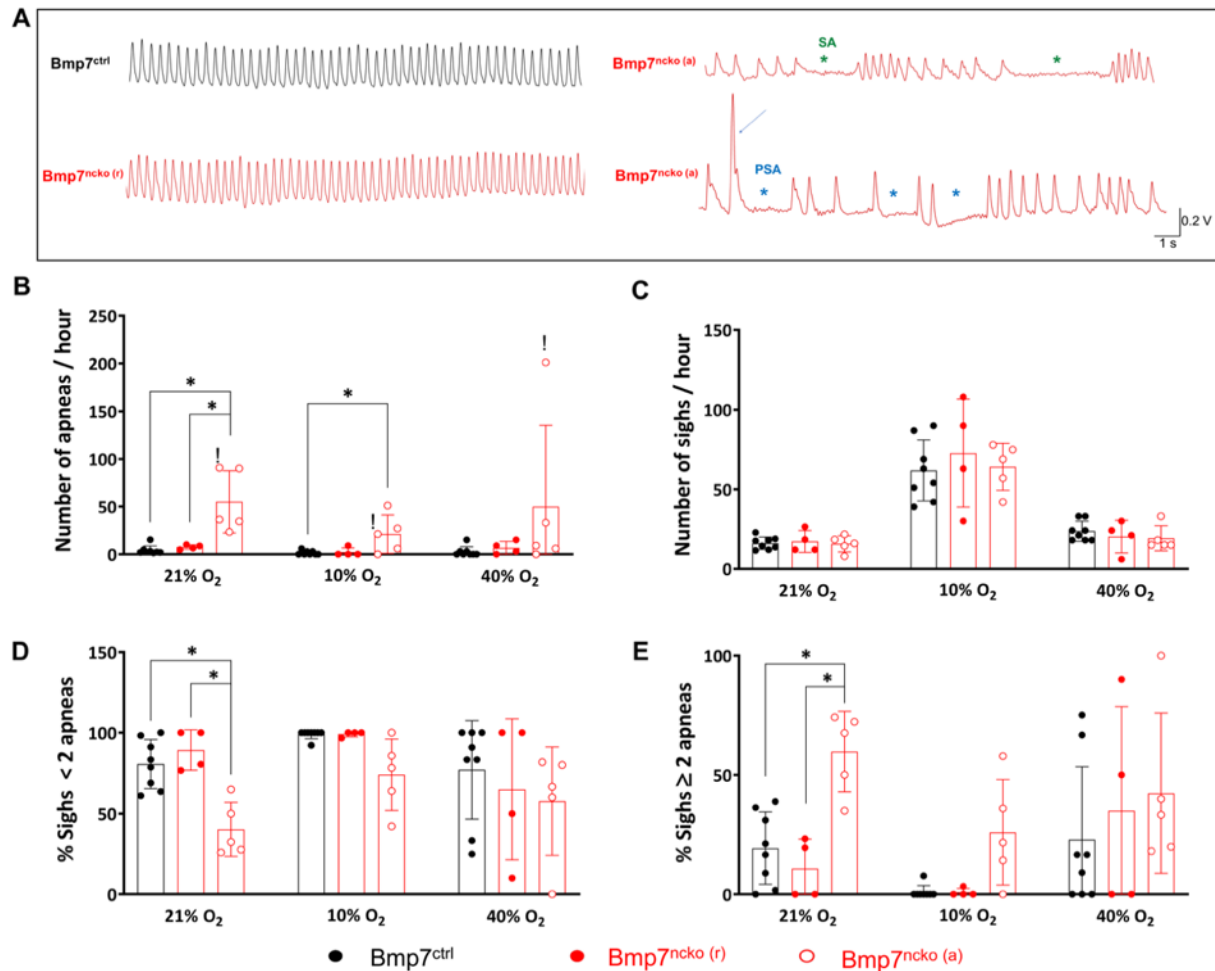 A
Bmp7ctrl
SA
*
*
Bmp7ncko (a)
Bmp7ncko (r)
Bmp7ncko (a)
PSA
*
*
*
0.2 V
1 s
B
Number of apneas / hour
250
200
150
100
50
0
*
*
!
*
!
!
21% O2
10% O2
40% O2
C
Number of sighs / hour
150
100
50
0
21% O2
10% O2
40% O2
D
% Sighs < 2 apneas
150
100
50
0
*
*
21% O2
10% O2
40% O2
E
% Sighs ≥ 2 apneas
100
50
0
*
*
21% O2
10% O2
40% O2
Bmp7ctrl
Bmp7ncko (r)
Bmp7ncko (a)